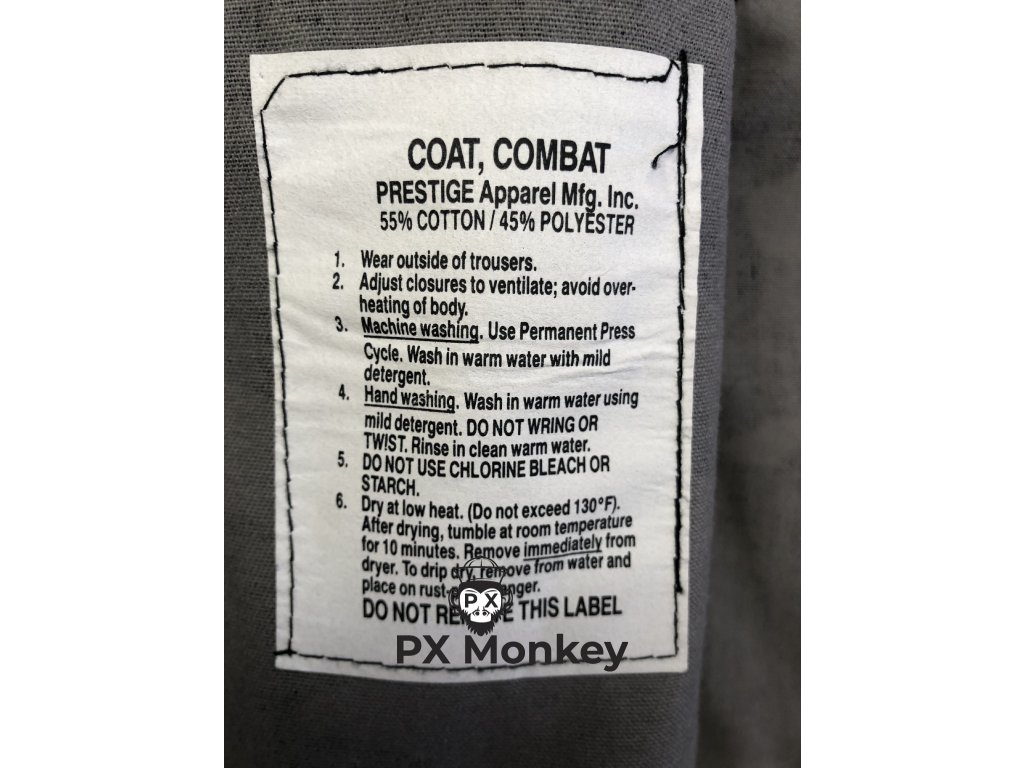 COAT, COMBAT
PRESTIGE Apparel Mfg. Inc.
55% COTTON / 45% POLYESTER
1. Wear outside of trousers.
2. Adjust closures to ventilate; avoid over-
heating of body.
3. Machine washing. Use Permanent Press
Cycle. Wash in warm water with mild
detergent.
4. Hand washing. Wash in warm water using
mild detergent. DO NOT WRING OR
TWIST. Rinse in clean warm water.
5. DO NOT USE CHLORINE BLEACH OR
STARCH.
6. Dry at low heat. (Do not exceed 130°F).
After drying, tumble at room temperature
for 10 minutes. Remove immediately from
dryer. To drip dry, remove from water and
place on rust-
DO NOT THIS LABEL
PX
PX Monkey